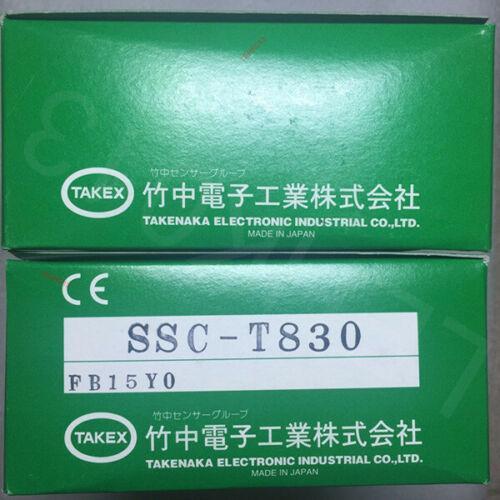 竹中センサーグループ
TAKEX
竹中電子工業株式会社
TAKENAKA ELECTRONIC INDUSTRIAL CO.,LTD.
MADE IN JAPAN
CE
SSC-T830
FB15Y0
竹中センサーグループ
TAKEX
竹中電子工業株式会社
TAKENAKA ELECTRONIC INDUSTRIAL CO.,LTD.
MADE IN JAPAN